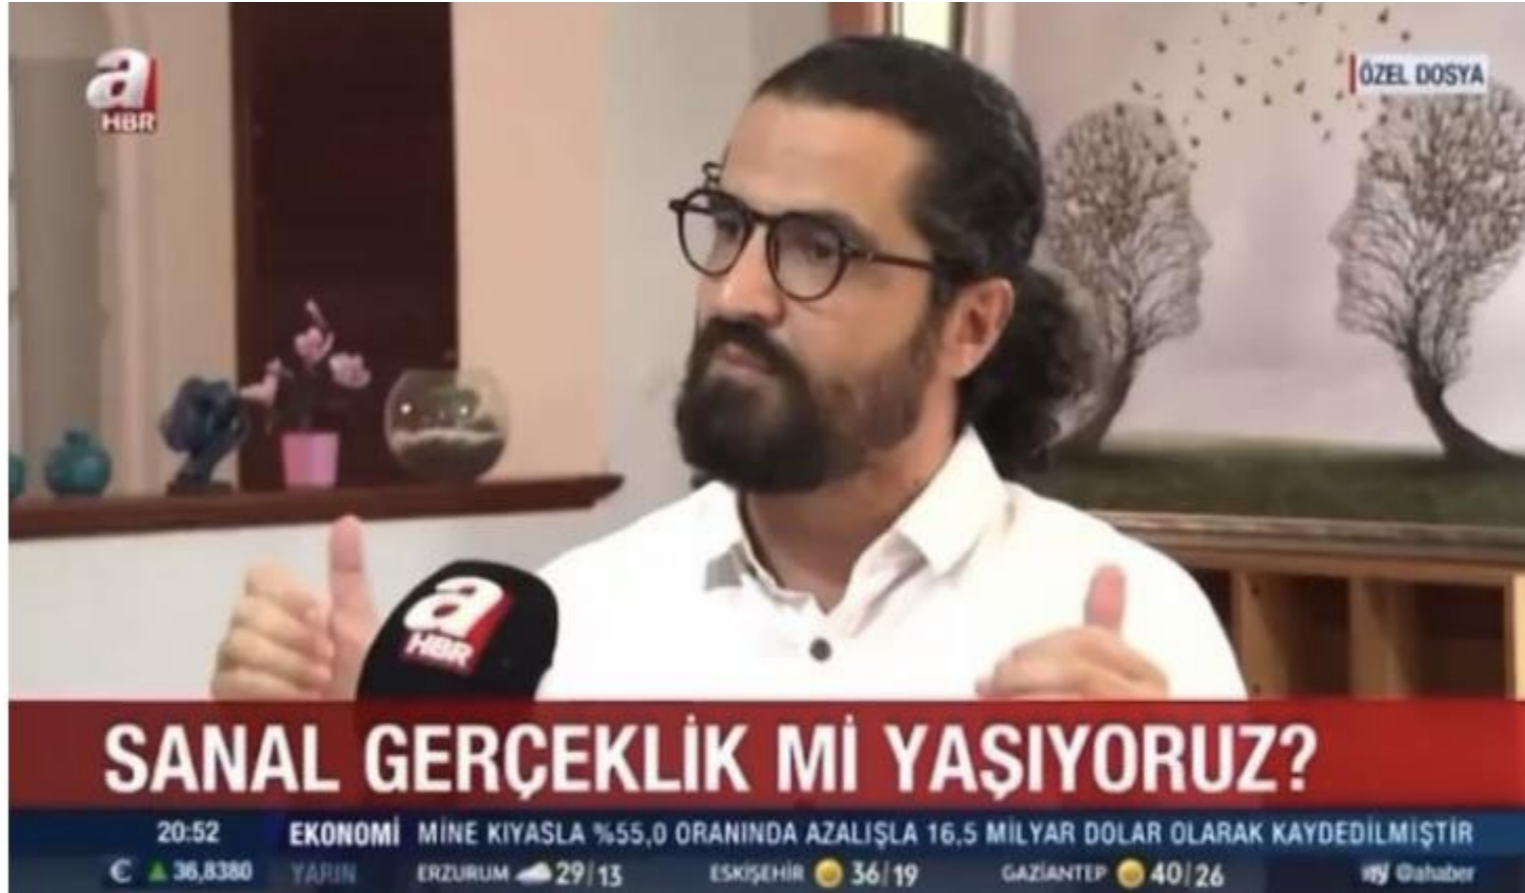 a
HBR
ÖZEL DOSYA
a
HBR
SANAL GERÇEKLİK Mİ YAŞIYORUZ?
20:52 EKONOMİ MİNE KIYASLA %55,0 ORANINDA AZALIŞLA 16,5 MİLYAR DOLAR OLARAK KAYDEDİLMİŞTİR
€ ▲ 36,8380 YARIN ERZURUM 29/13 ESKİŞEHİR 36/19 GAZİANTEP 40/26 @ahaber